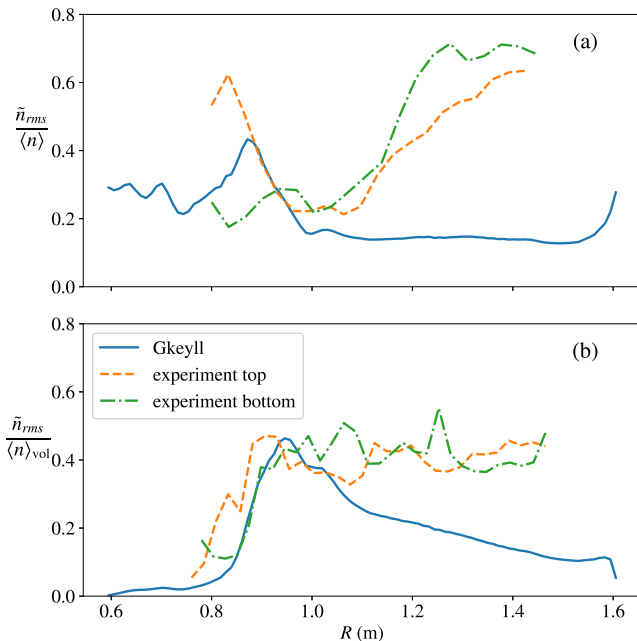 0.8
(a)
0.6
ñ_rms
⟨n⟩
0.4
0.2
0.0
0.8
Gkeyll
(b)
experiment top
0.6
experiment bottom
ñ_rms
⟨n⟩_vol
0.4
0.2
0.0
0.6 0.8 1.0 1.2 1.4 1.6
R (m)